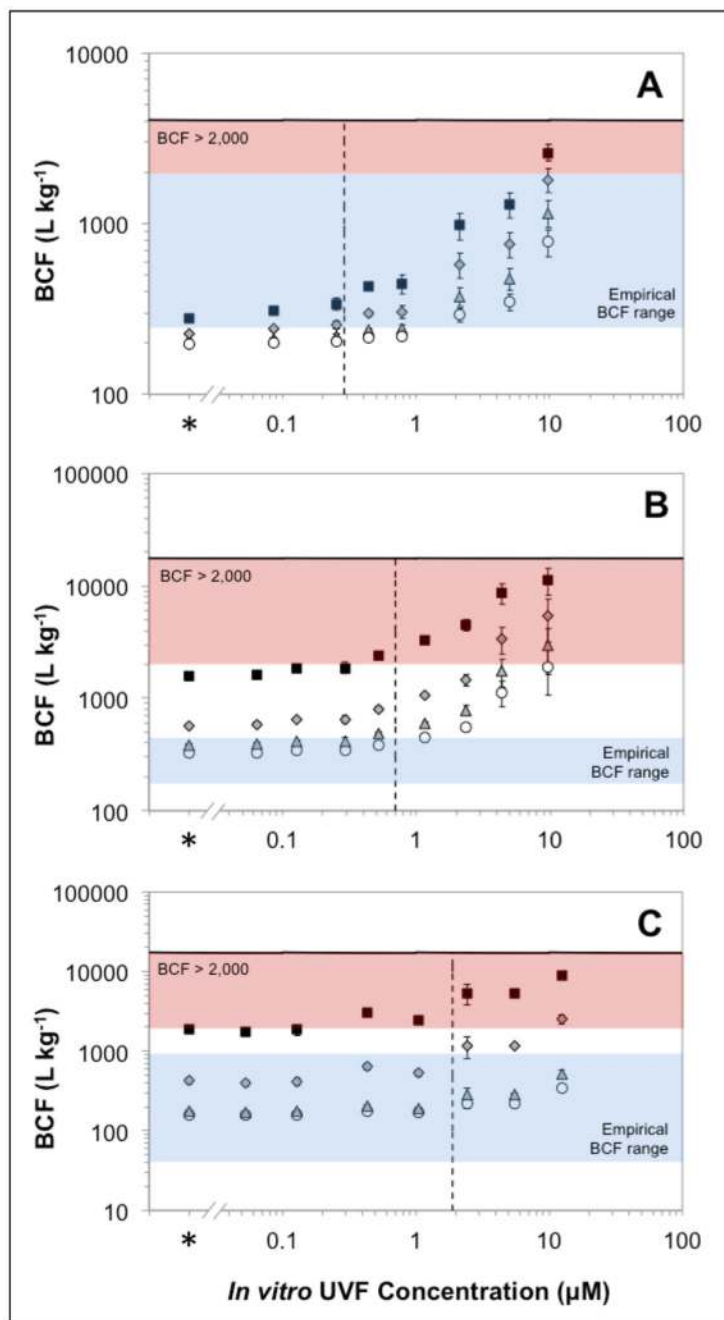 A
10000
BCF > 2,000
1000
BCF (L kg⁻¹)
Empirical
BCF range
100
* 0.1 1 10 100
B
100000
BCF > 2,000
10000
BCF (L kg⁻¹)
1000
Empirical
BCF range
100
* 0.1 1 10 100
C
100000
BCF > 2,000
10000
1000
BCF (L kg⁻¹)
100
Empirical
BCF range
10
* 0.1 1 10 100
In vitro UVF Concentration (µM)